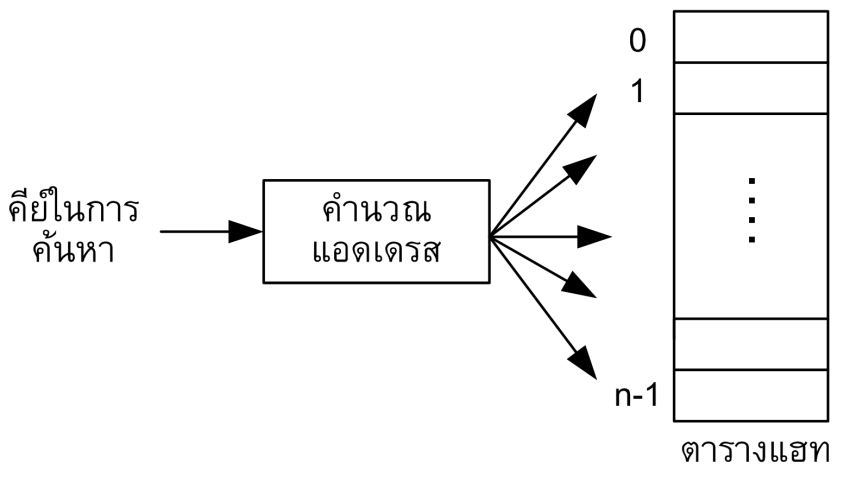 คีย์ในการ
ค้นหา
คำนวณ
แอดเดรส
0
1
n-1
ตารางแฮท